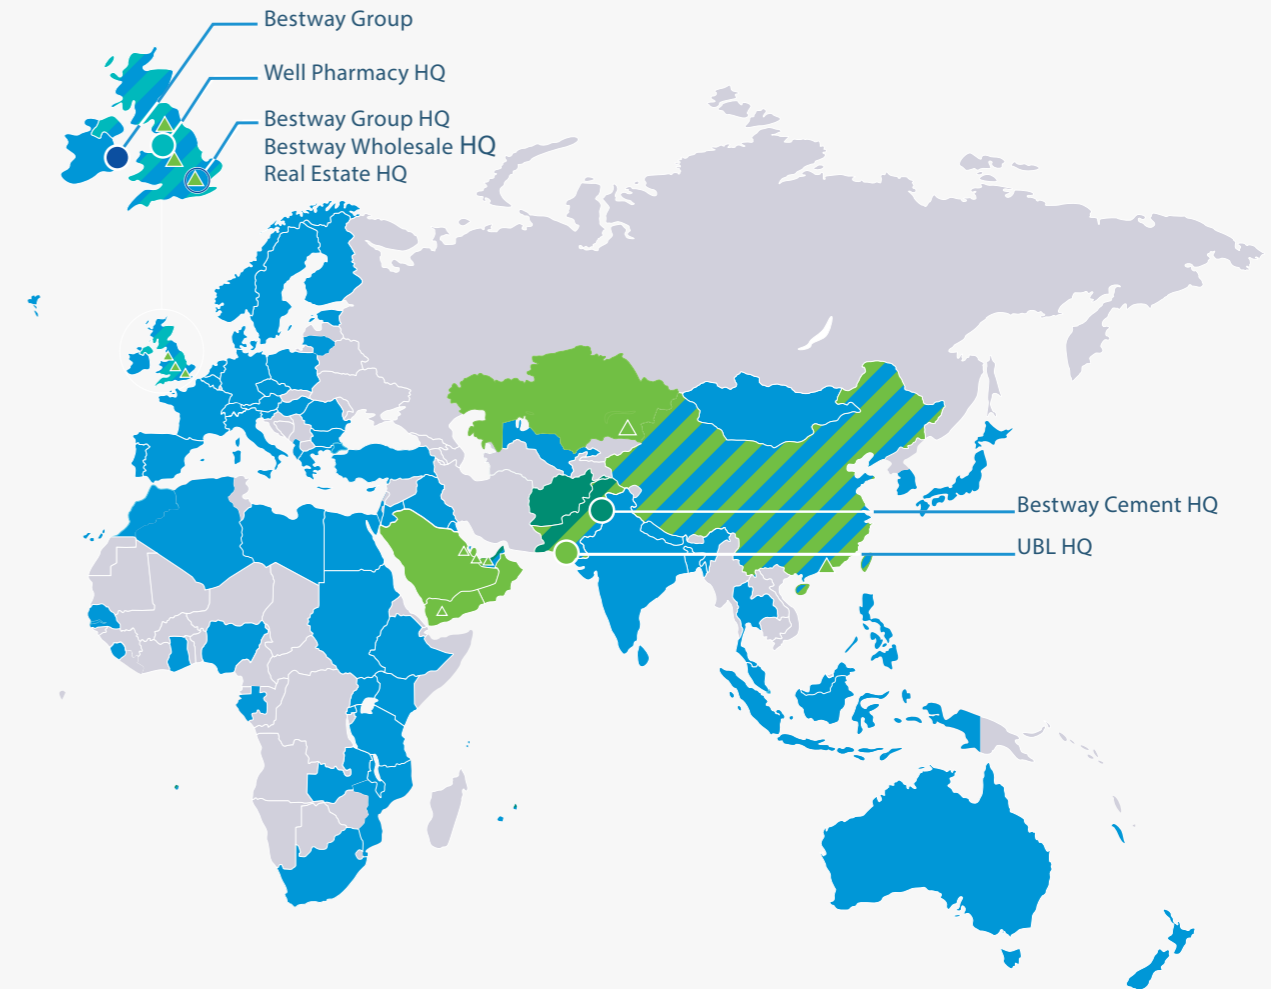 Bestway Group
Well Pharmacy HQ
Bestway Group HQ
Bestway Wholesale HQ
Real Estate HQ
Bestway Cement HQ
UBL HQ